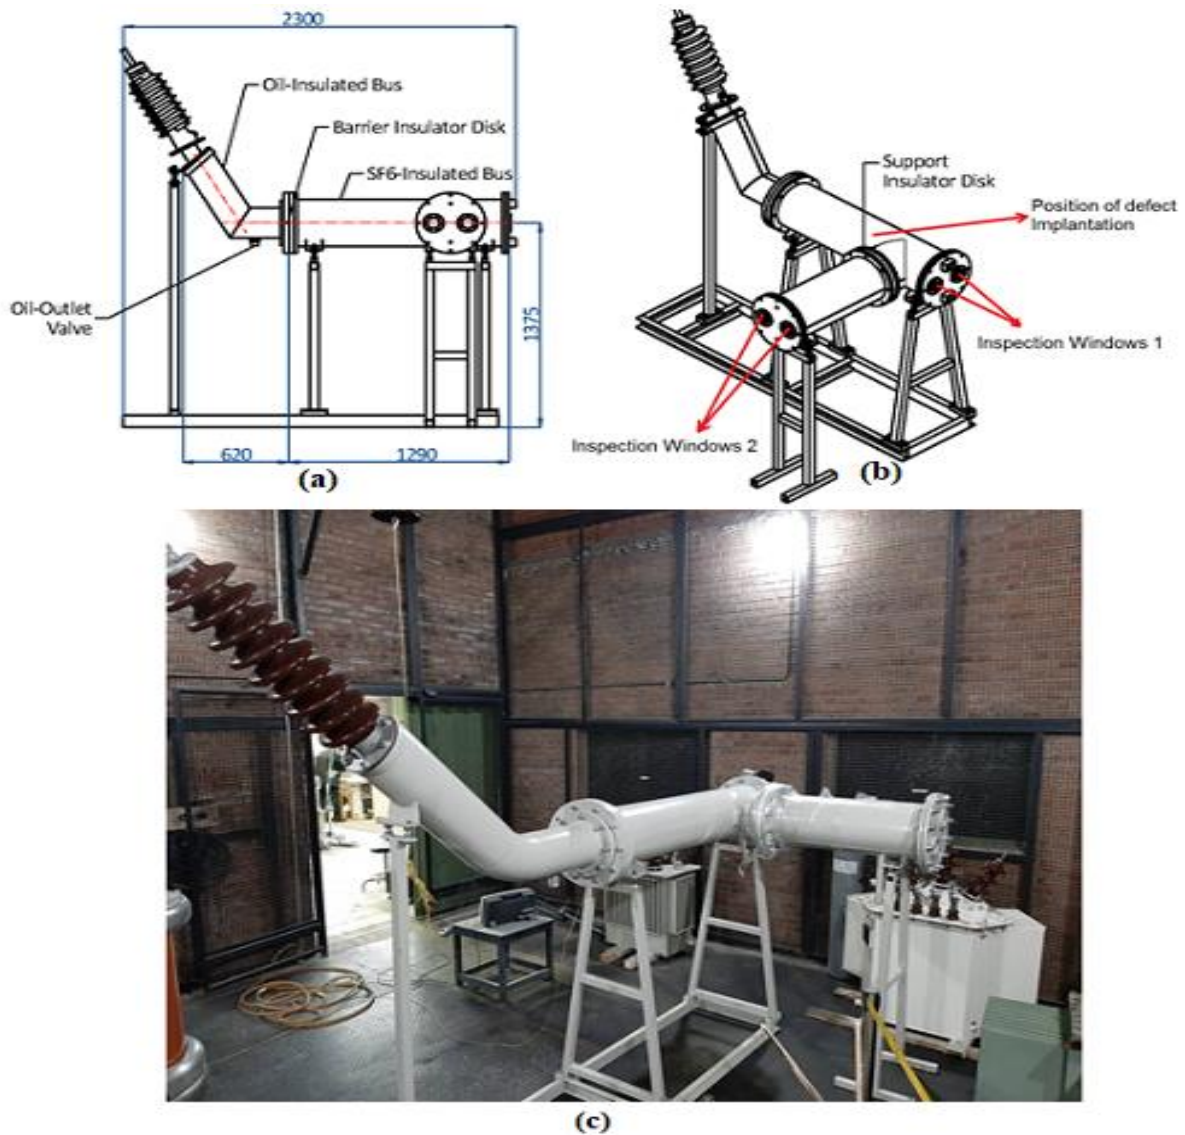 2300
Oil-Insulated Bus
Barrier Insulator Disk
SF6-Insulated Bus
Oil-Outlet
Valve
1375
620
1290
(a)
Support
Insulator Disk
Position of defect
Implantation
Inspection Windows 1
Inspection Windows 2
(b)
(c)